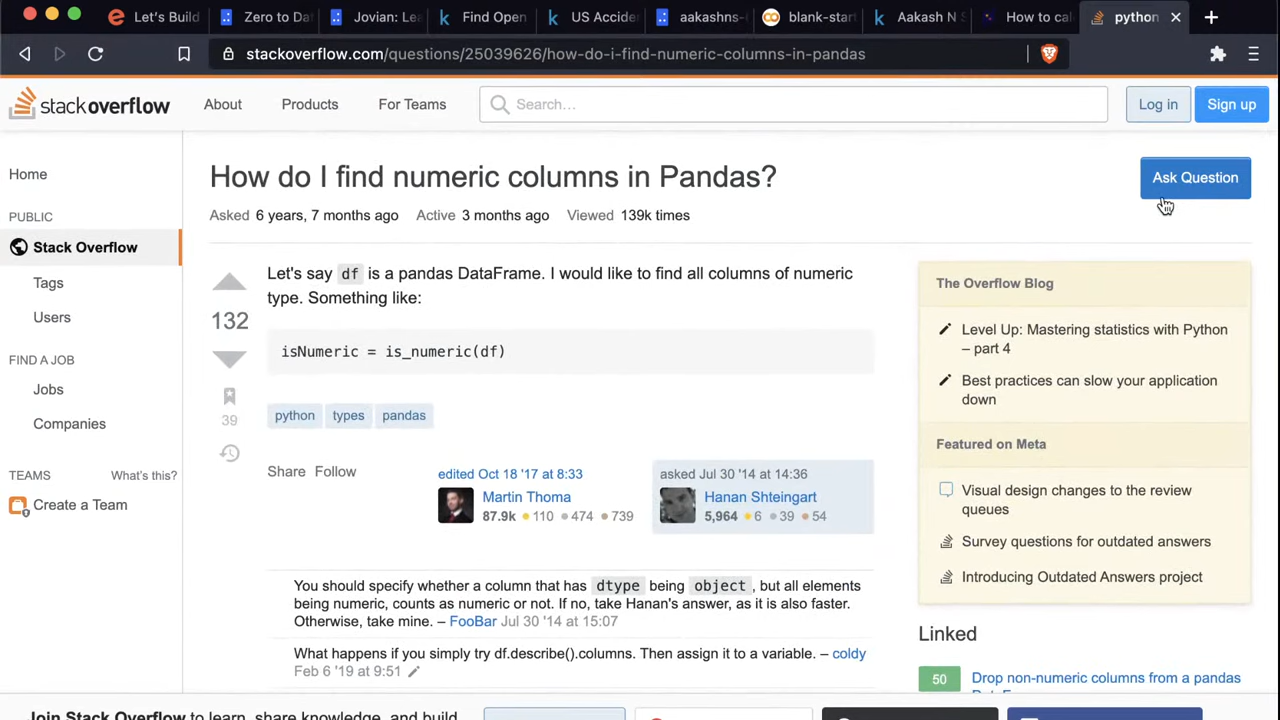 Let's Build
Zero to Da
Jovian: Lea
Find Open
US Accide
aakashns-
blank-start
Aakash N S
How to cal
python
stackoverflow.com/questions/25039626/how-do-i-find-numeric-columns-in-pandas
stackoverflow
About
Products
For Teams
Search...
Log in
Sign up
Home
PUBLIC
Stack Overflow
Tags
Users
FIND A JOB
Jobs
Companies
TEAMS
What's this?
Create a Team
How do I find numeric columns in Pandas?
Ask Question
Asked 6 years, 7 months ago Active 3 months ago Viewed 139k times
132
39
Let's say df is a pandas DataFrame. I would like to find all columns of numeric
type. Something like:
isNumeric = is_numeric(df)
python types pandas
Share Follow
edited Oct 18 '17 at 8:33
Martin Thoma
87.9k 110 474 739
asked Jul 30 '14 at 14:36
Hanan Shteingart
5,964 6 39 54
You should specify whether a column that has dtype being object, but all elements
being numeric, counts as numeric or not. If no, take Hanan's answer, as it is also faster.
Otherwise, take mine. – FooBar Jul 30 '14 at 15:07
What happens if you simply try df.describe().columns. Then assign it to a variable. – coldy
Feb 6 '19 at 9:51
The Overflow Blog
Level Up: Mastering statistics with Python
– part 4
Best practices can slow your application
down
Featured on Meta
Visual design changes to the review
queues
Survey questions for outdated answers
Introducing Outdated Answers project
Linked
50
Drop non-numeric columns from a pandas
Join Stack Overflow to learn, share knowledge, and build